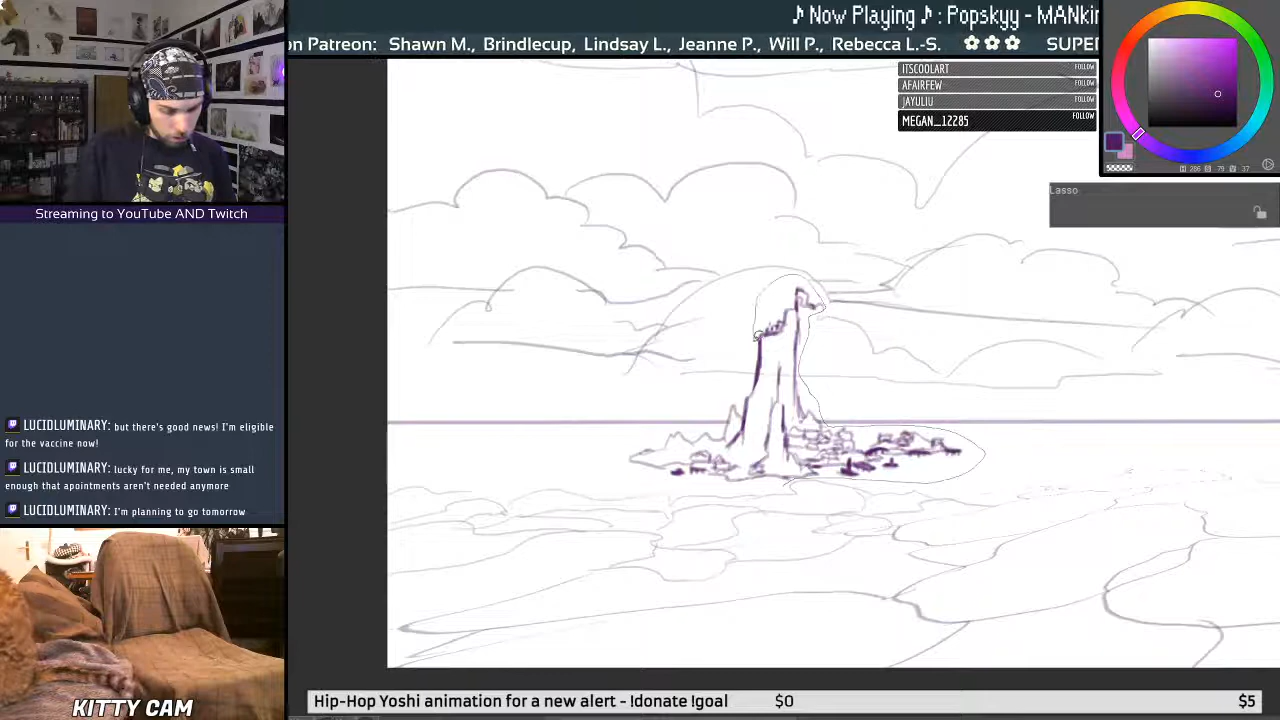 ♪ Now Playing ♪ : Popskyy - MANki
on Patreon: Shawn M., Brindlecup, Lindsay L., Jeanne P., Will P., Rebecca L.-S. ✿ ✿ ✿ SUPER
ITSCOOLART FOLLOW
AFAIRFEW FOLLOW
JAYULIU FOLLOW
MEGAN_12285 FOLLOW
Lasso
Streaming to YouTube AND Twitch
LUCIDLUMINARY: but there's good news! I'm eligible
for the vaccine now!
LUCIDLUMINARY: lucky for me, my town is small
enough that apoinements aren't needed anymore
LUCIDLUMINARY: I'm planning to go tomorrow
KITTY CAM
Hip-Hop Yoshi animation for a new alert - !donate !goal $0 $5